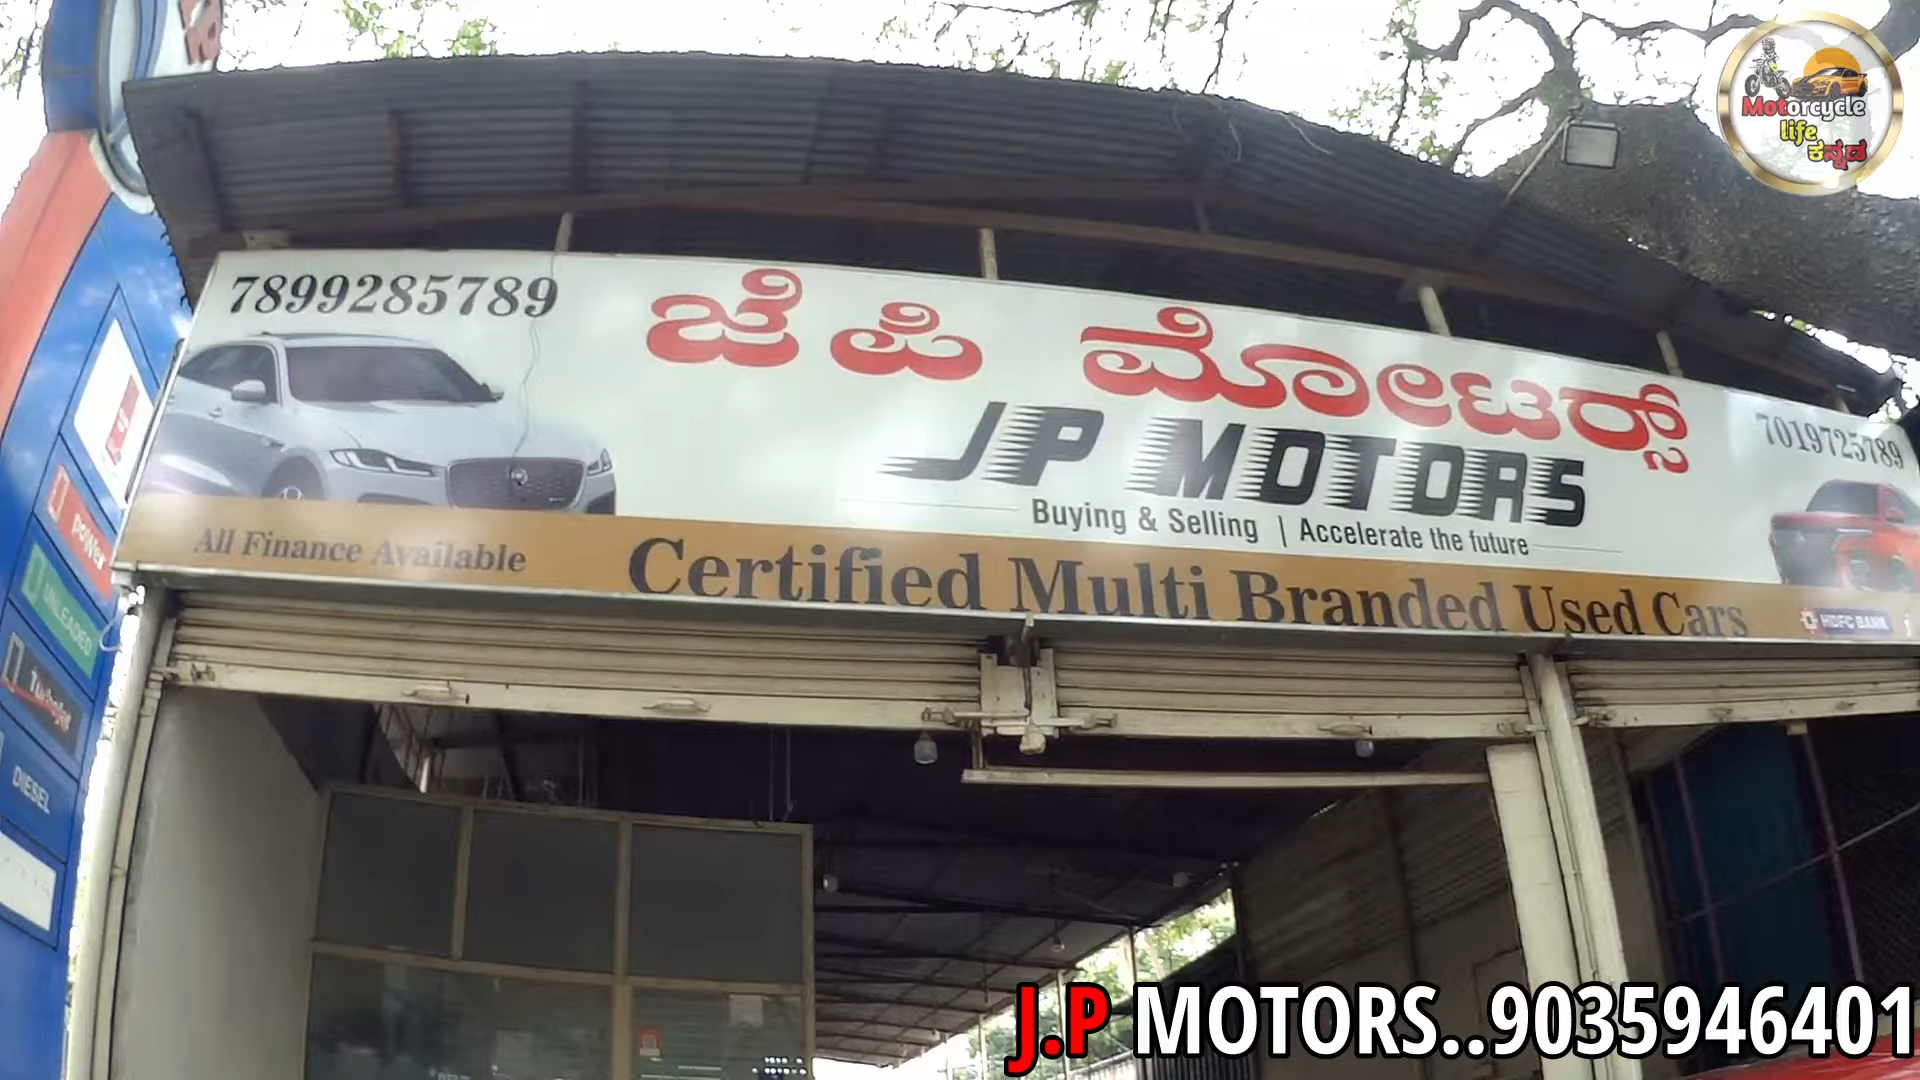 Motorcycle
life
ಕನ್ನಡ
7899285789
ಜೆ ಪಿ ಮೋಟರ್ಸ್
7019725789
JP MOTORS
Buying & Selling | Accelerate the future
All Finance Available
Certified Multi Branded Used Cars
HDFC BANK
power
UNLEADED
Turbojet
DIESEL
J.P MOTORS..9035946401